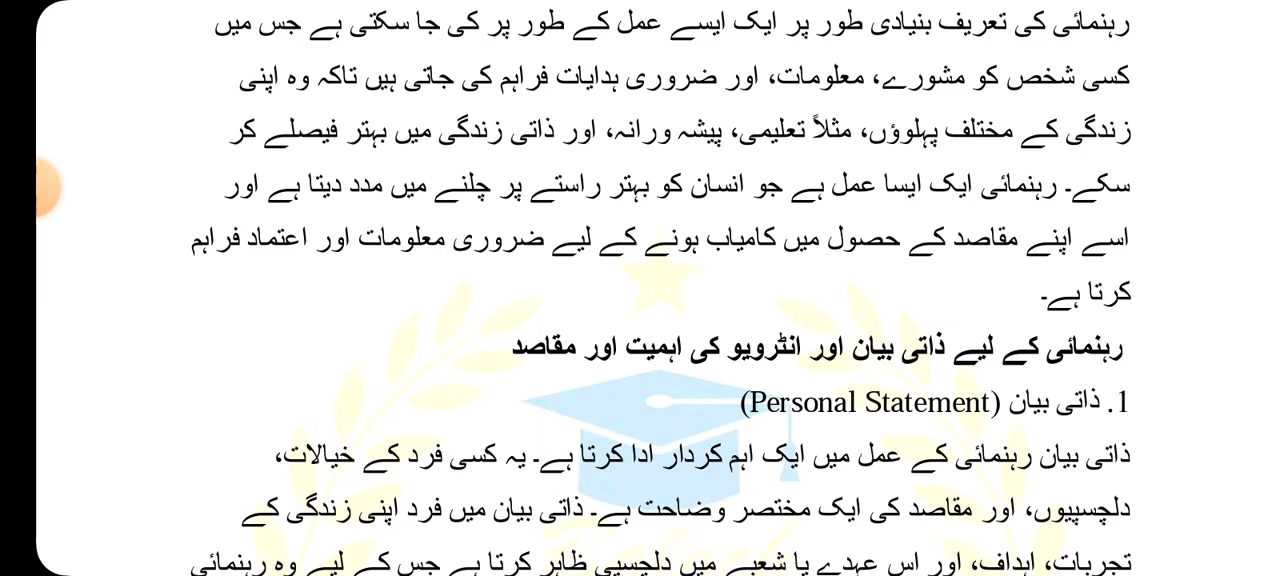 رہنمائی کی تعریف بنیادی طور پر ایک ایسے عمل کے طور پر کی جا سکتی ہے جس میں
کسی شخص کو مشورے، معلومات، اور ضروری ہدایات فراہم کی جاتی ہیں تاکہ وہ اپنی
زندگی کے مختلف پہلوؤں، مثلاً تعلیمی، پیشہ ورانہ، اور ذاتی زندگی میں بہتر فیصلے کر
سکے۔ رہنمائی ایک ایسا عمل ہے جو انسان کو بہتر راستے پر چلنے میں مدد دیتا ہے اور
اسے اپنے مقاصد کے حصول میں کامیاب ہونے کے لیے ضروری معلومات اور اعتماد فراہم
کرتا ہے۔
رہنمائی کے لیے ذاتی بیان اور انٹرویو کی اہمیت اور مقاصد
1. ذاتی بیان (Personal Statement)
ذاتی بیان رہنمائی کے عمل میں ایک اہم کردار ادا کرتا ہے۔ یہ کسی فرد کے خیالات،
دلچسپیوں، اور مقاصد کی ایک مختصر وضاحت ہے۔ ذاتی بیان میں فرد اپنی زندگی کے
تجربات، اہداف، اور اس عہدے یا شعبے میں دلچسپی ظاہر کرتا ہے جس کے لیے وہ رہنمائی